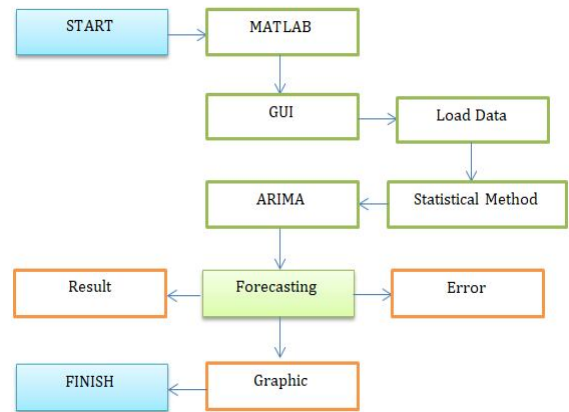 START
MATLAB
GUI
Load Data
ARIMA
Statistical Method
Result
Forecasting
Error
FINISH
Graphic